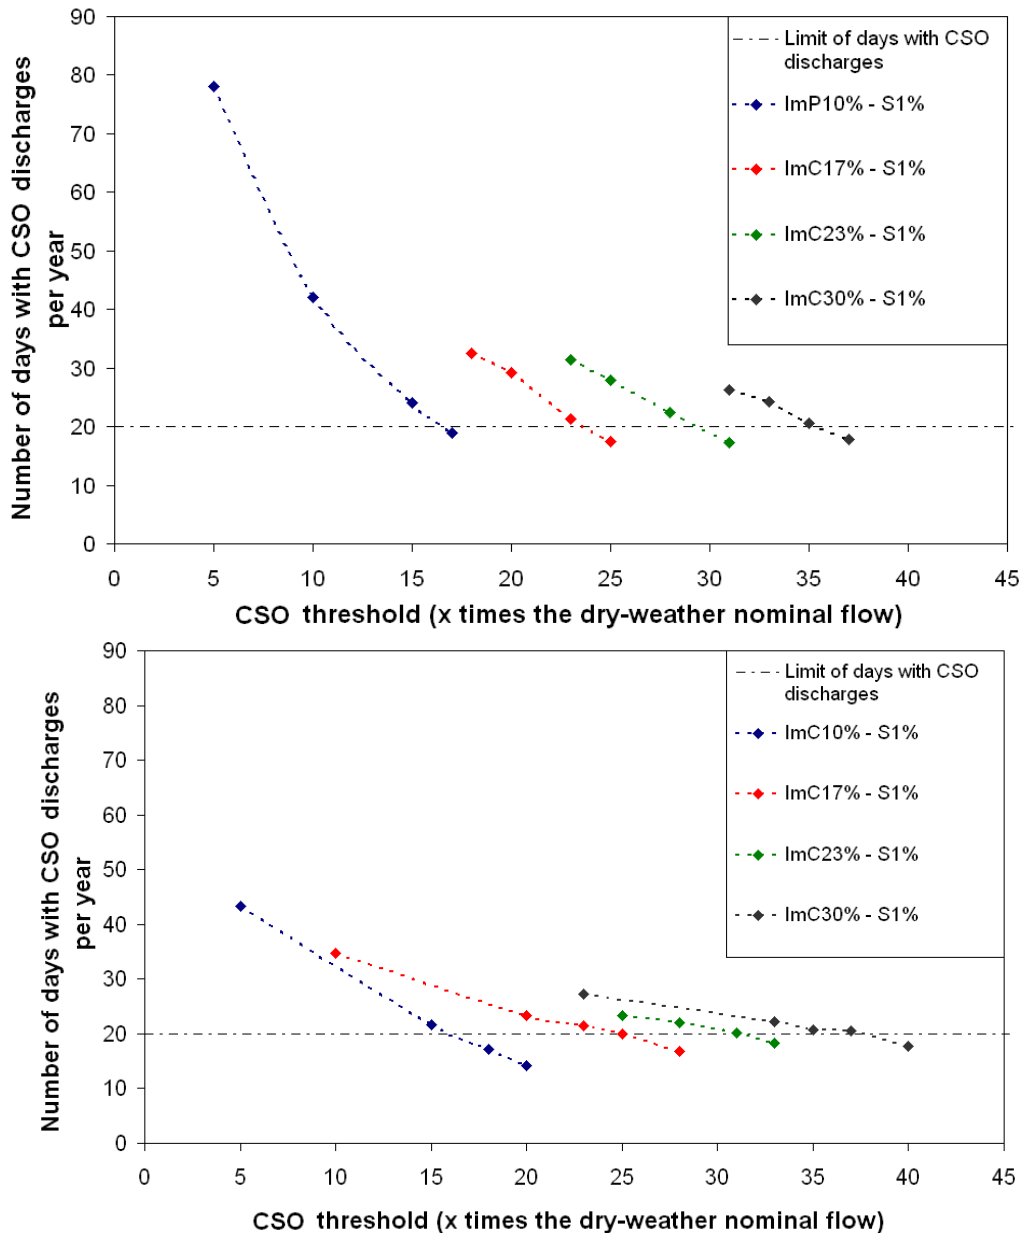 Number of days with CSO discharges
per year
90
80
70
60
50
40
30
20
10
0
0 5 10 15 20 25 30 35 40 45
CSO threshold (x times the dry-weather nominal flow)
Limit of days with CSO
discharges
ImP10% - S1%
ImC17% - S1%
ImC23% - S1%
ImC30% - S1%
Number of days with CSO discharges
per year
90
80
70
60
50
40
30
20
10
0
0 5 10 15 20 25 30 35 40 45
CSO threshold (x times the dry-weather nominal flow)
Limit of days with CSO
discharges
ImC10% - S1%
ImC17% - S1%
ImC23% - S1%
ImC30% - S1%